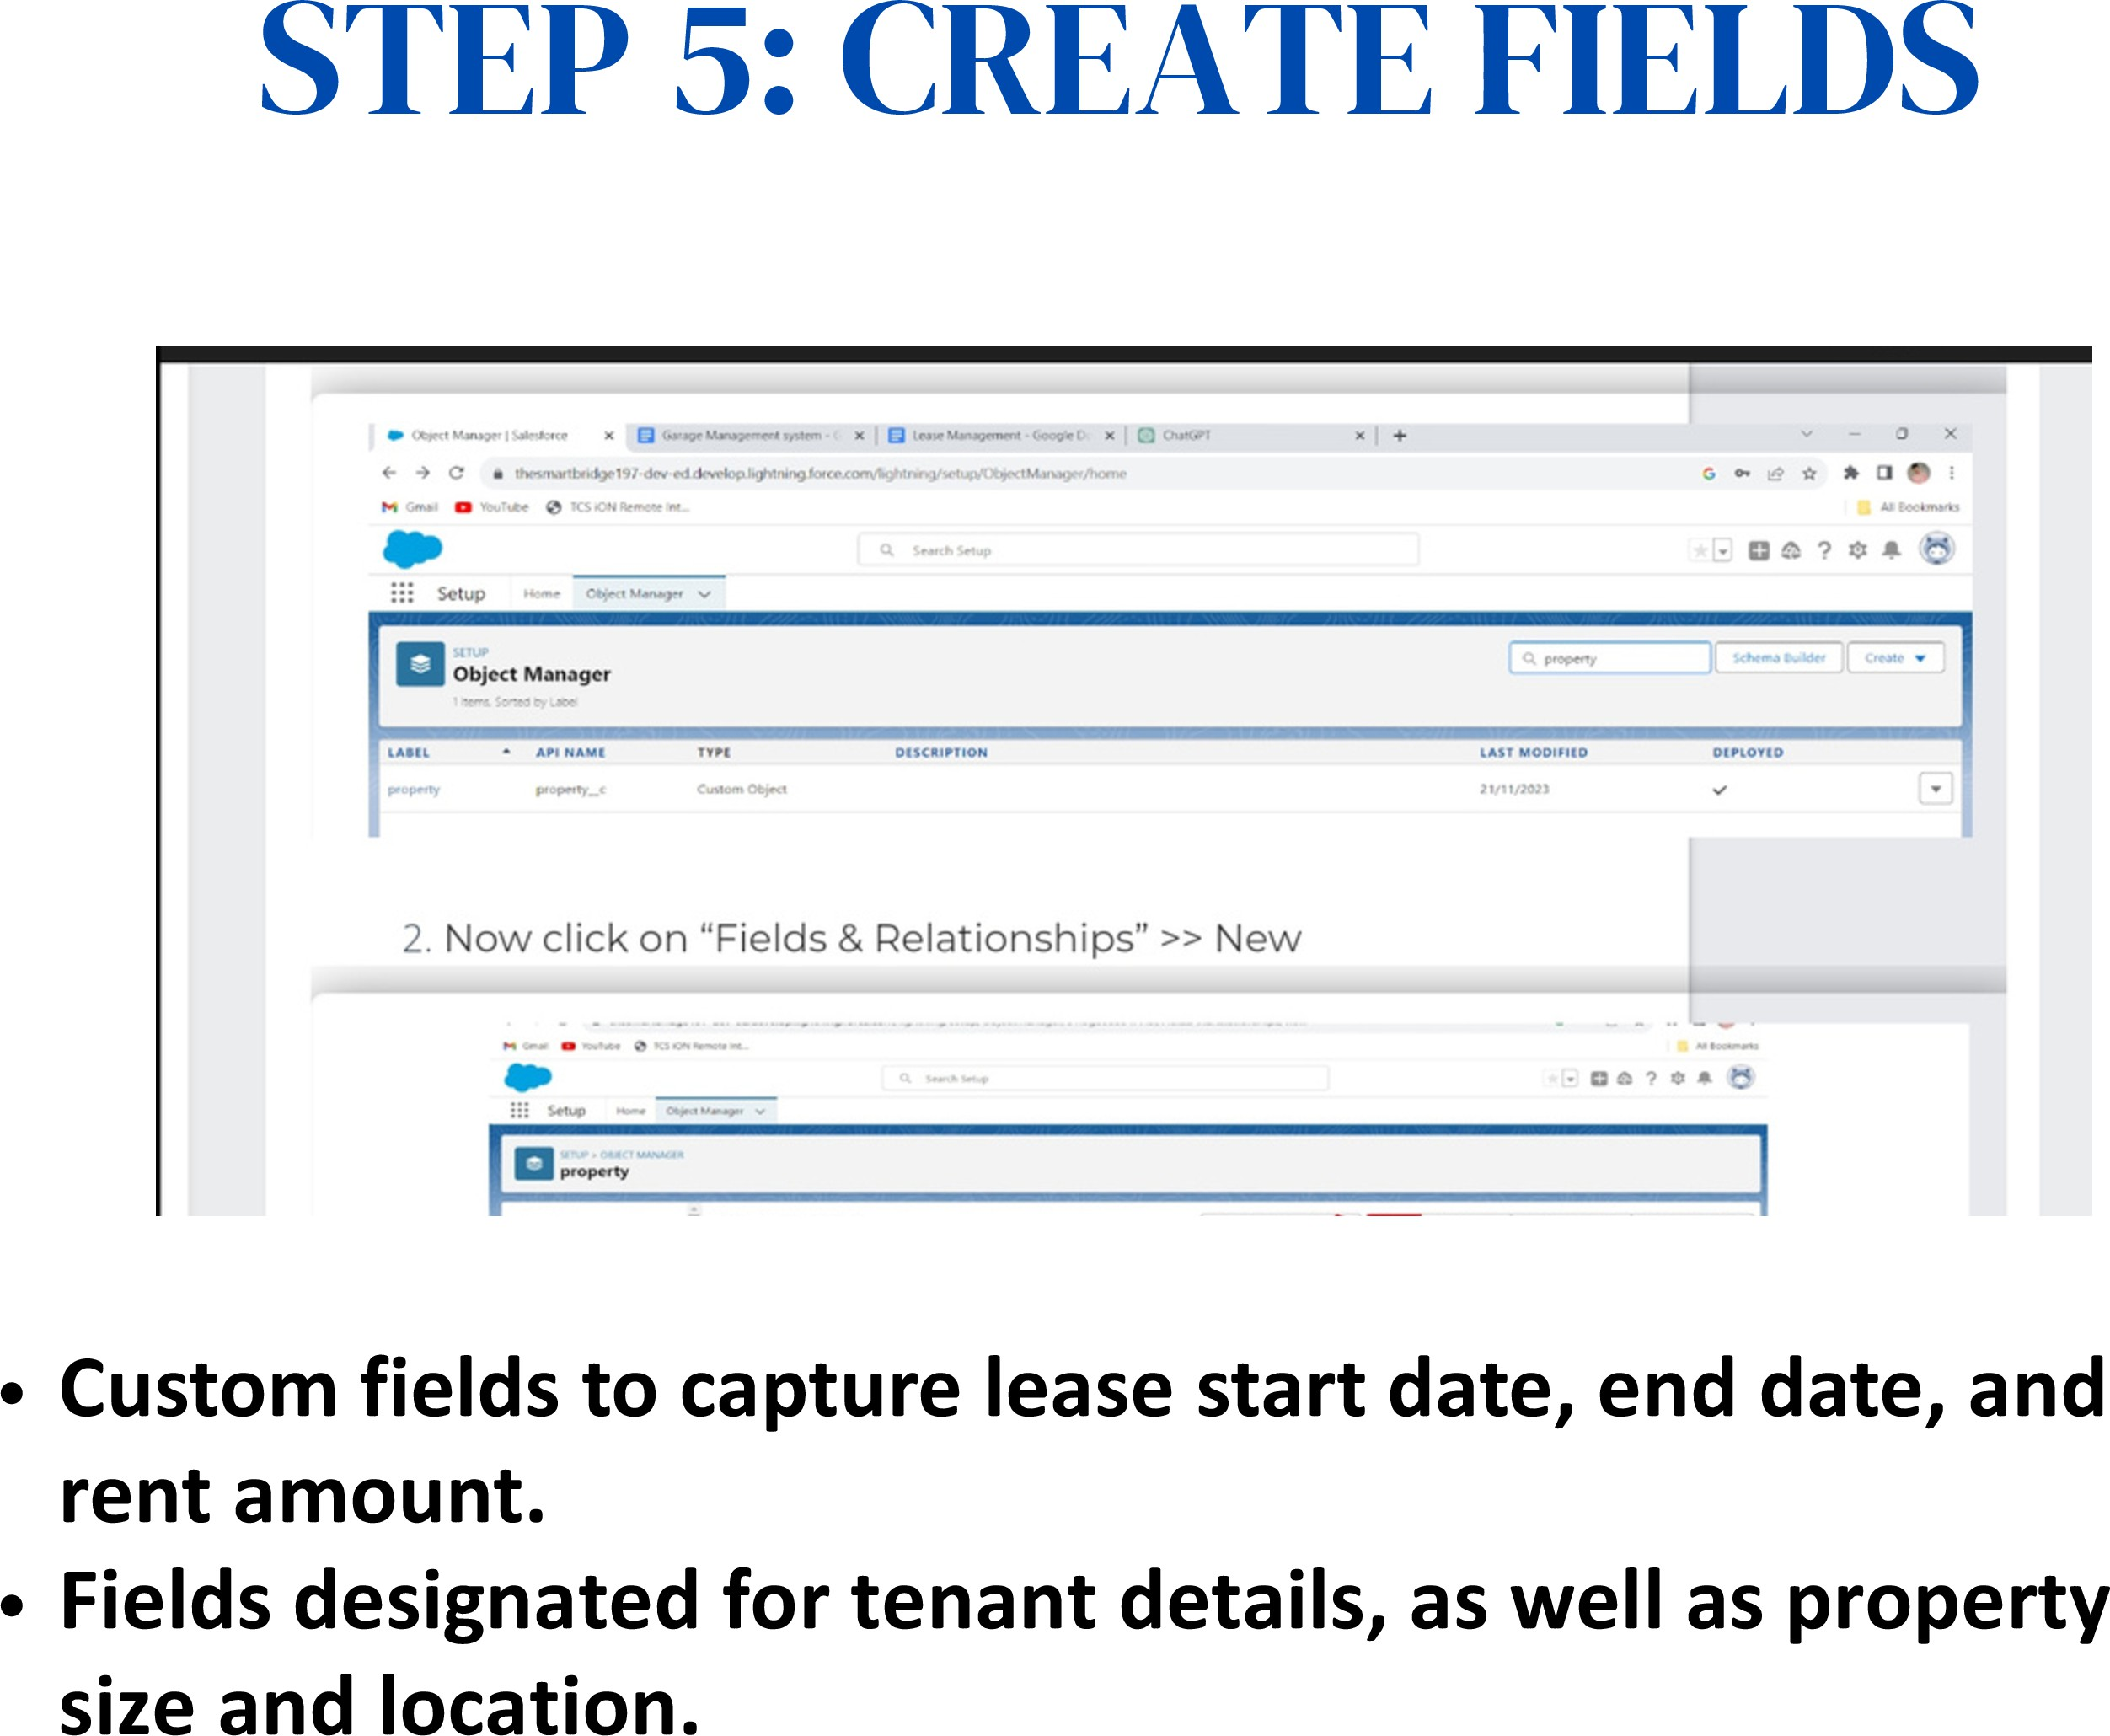 STEP 5: CREATE FIELDS
Object Manager | Salesforce
Garage Management system - G
Lease Management - Google D
ChatGPT
thesmartbridge197-dev-ed.develop.lightning.force.com/lightning/setup/ObjectManager/home
Gmail YouTube TCS iON Remote Int... All Bookmarks
Search Setup
Setup Home Object Manager
SETUP
Object Manager
1 Items, Sorted by Label
property Schema Builder Create
LABEL API NAME TYPE DESCRIPTION LAST MODIFIED DEPLOYED
property property__c Custom Object 21/11/2023
2. Now click on “Fields & Relationships” >> New
Gmail YouTube TCS iON Remote Int... All Bookmarks
Search Setup
Setup Home Object Manager
SETUP > OBJECT MANAGER
property
• Custom fields to capture lease start date, end date, and
rent amount.
• Fields designated for tenant details, as well as property
size and location.